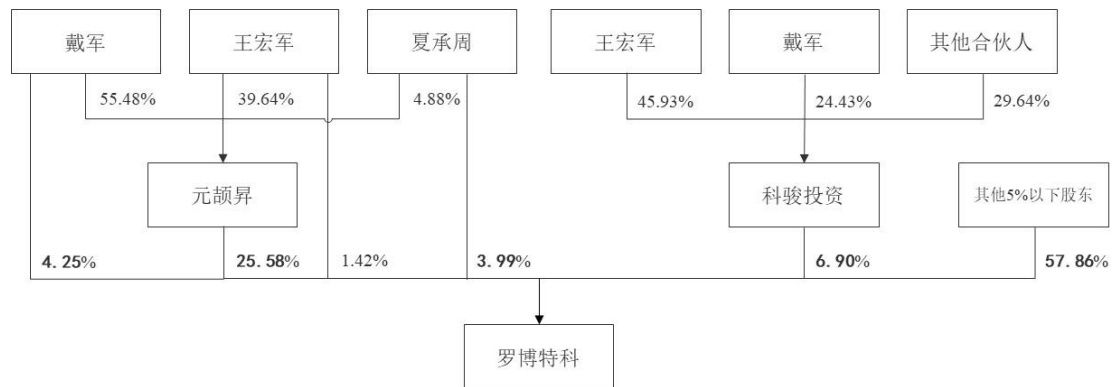 戴军
王宏军
夏承周
王宏军
戴军
其他合伙人
55.48%
39.64%
4.88%
45.93%
24.43%
29.64%
元颉昇
科骏投资
其他5%以下股东
4.25%
25.58%
1.42%
3.99%
6.90%
57.86%
罗博特科